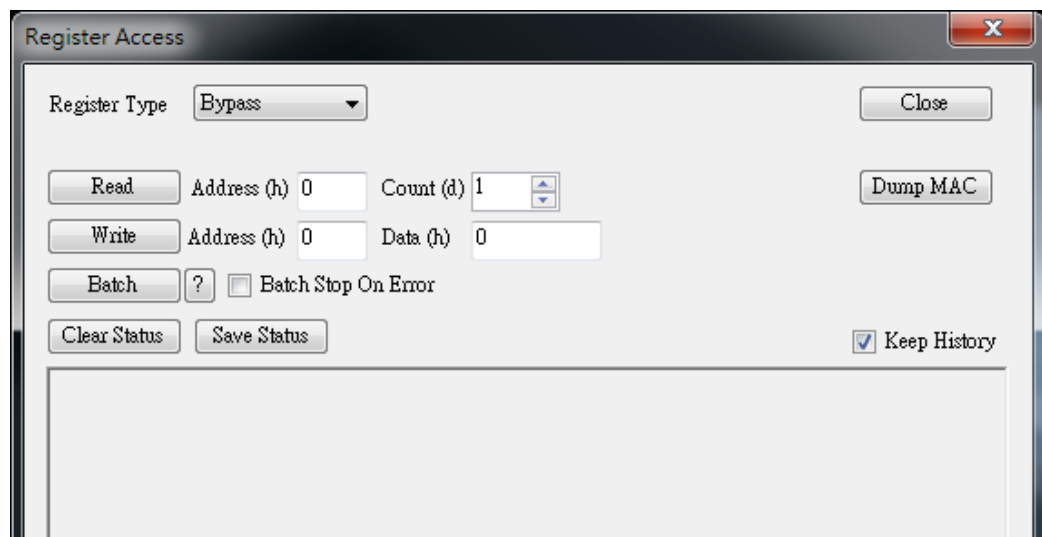 Register Access
Register Type Bypass Close
Read Address (h) 0 Count (d) 1 Dump MAC
Write Address (h) 0 Data (h) 0
Batch ? Batch Stop On Error
Clear Status Save Status Keep History